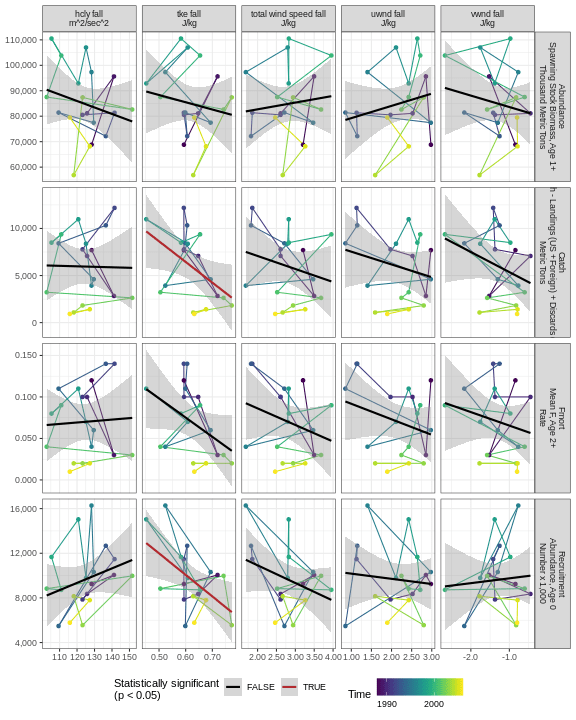 hcly fall
m^2/sec^2
tke fall
J/kg
total wind speed fall
J/kg
uwnd fall
J/kg
vwnd fall
J/kg
110,000
100,000
90,000
80,000
70,000
60,000
Abundance
Spawning Stock Biomass, Age 1+
Thousand Metric Tons
10,000
5,000
0
Catch
h - Landings (US +Foreign) + Discards
Metric Tons
0.150
0.100
0.050
0.000
Fmort
Mean F, Age 2+
Rate
16,000
12,000
8,000
4,000
Recruitment
Abundance, Age 0
Number x 1,000
110 120 130 140 150
0.50 0.60 0.70
2.00 2.50 3.00 3.50 4.00
1.00 1.50 2.00 2.50 3.00
-2.0 -1.0
Statistically significant
(p < 0.05)
FALSE
TRUE
Time
1990 2000